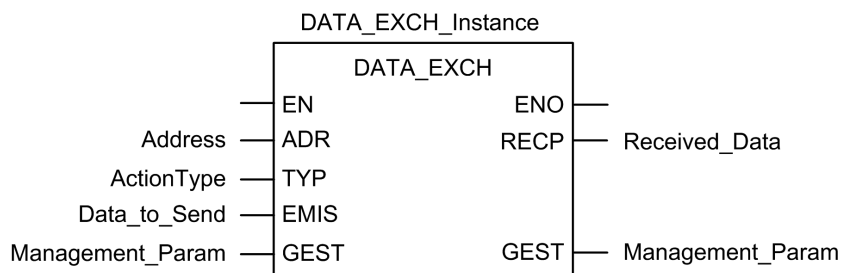 DATA_EXCH_Instance
DATA_EXCH
EN ENO
Address ADR RECP Received_Data
ActionType TYP
Data_to_Send EMIS
Management_Param GEST GEST Management_Param